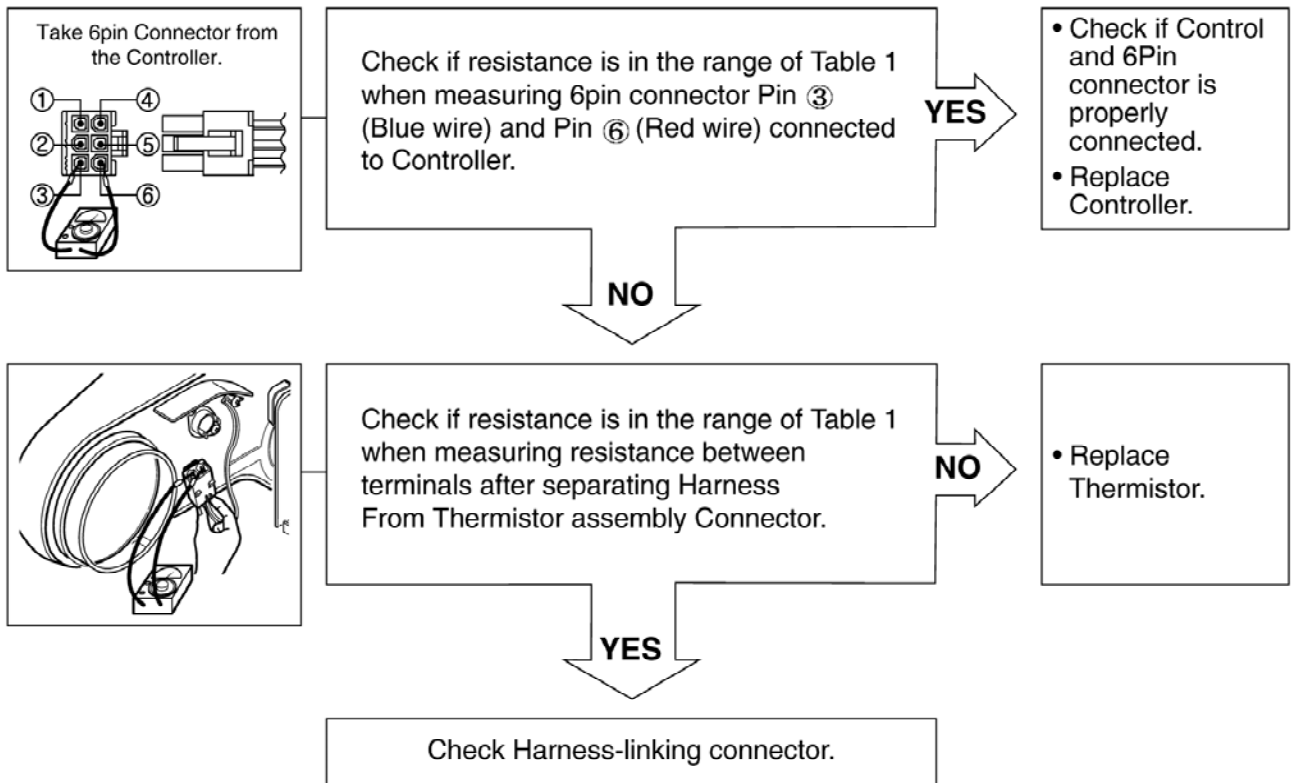 Take 6pin Connector from
the Controller.
① ④
② ⑤
③ ⑥
Check if resistance is in the range of Table 1
when measuring 6pin connector Pin ③
(Blue wire) and Pin ⑥ (Red wire) connected
to Controller.
YES
• Check if Control
and 6Pin
connector is
properly
connected.
• Replace
Controller.
NO
Check if resistance is in the range of Table 1
when measuring resistance between
terminals after separating Harness
From Thermistor assembly Connector.
NO
• Replace
Thermistor.
YES
Check Harness-linking connector.